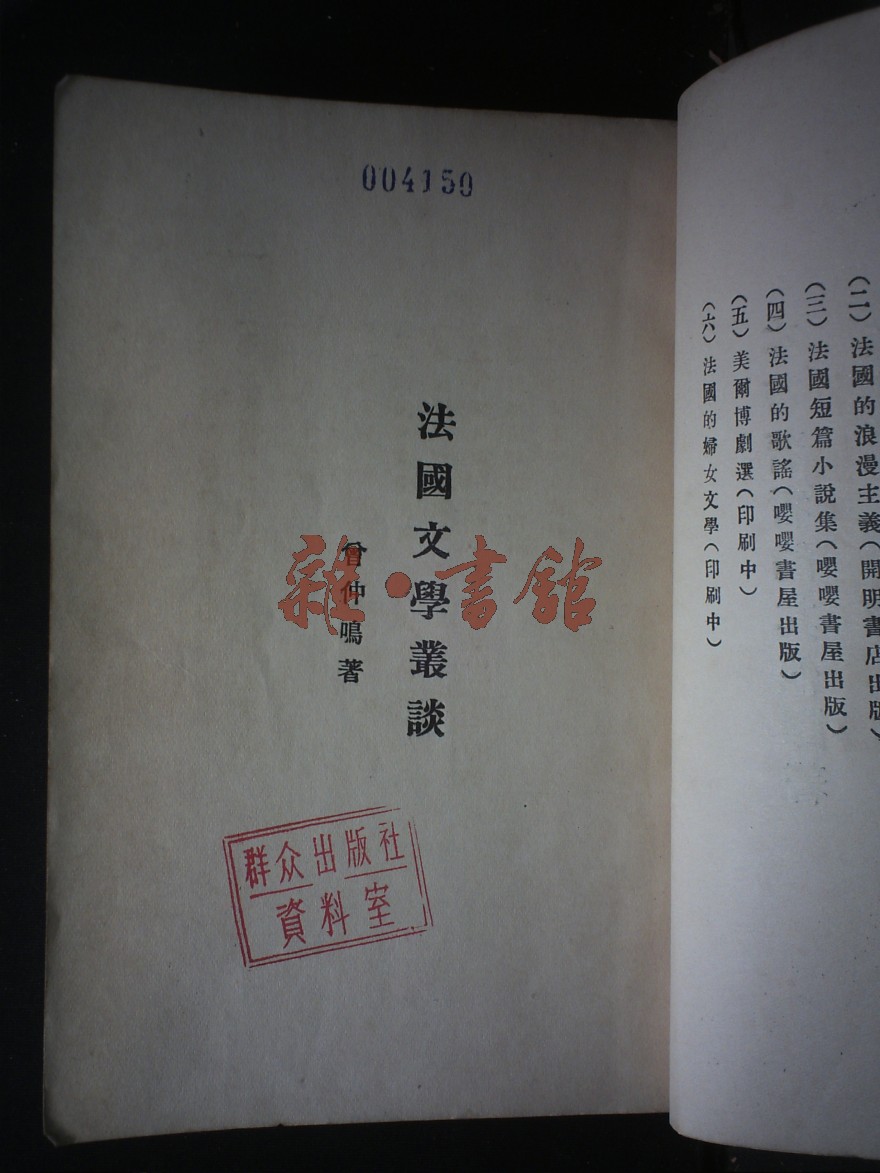 （二）法國的浪漫主義（開明書店出版）
（三）法國短篇小說集（嚶嚶書屋出版）
（四）法國的歌謠（嚶嚶書屋出版）
（五）美爾博劇選（印刷中）
（六）法國的婦女文學（印刷中）
004150
法國文學叢談
曾仲鳴著
雜·書館
群众出版社
資料室